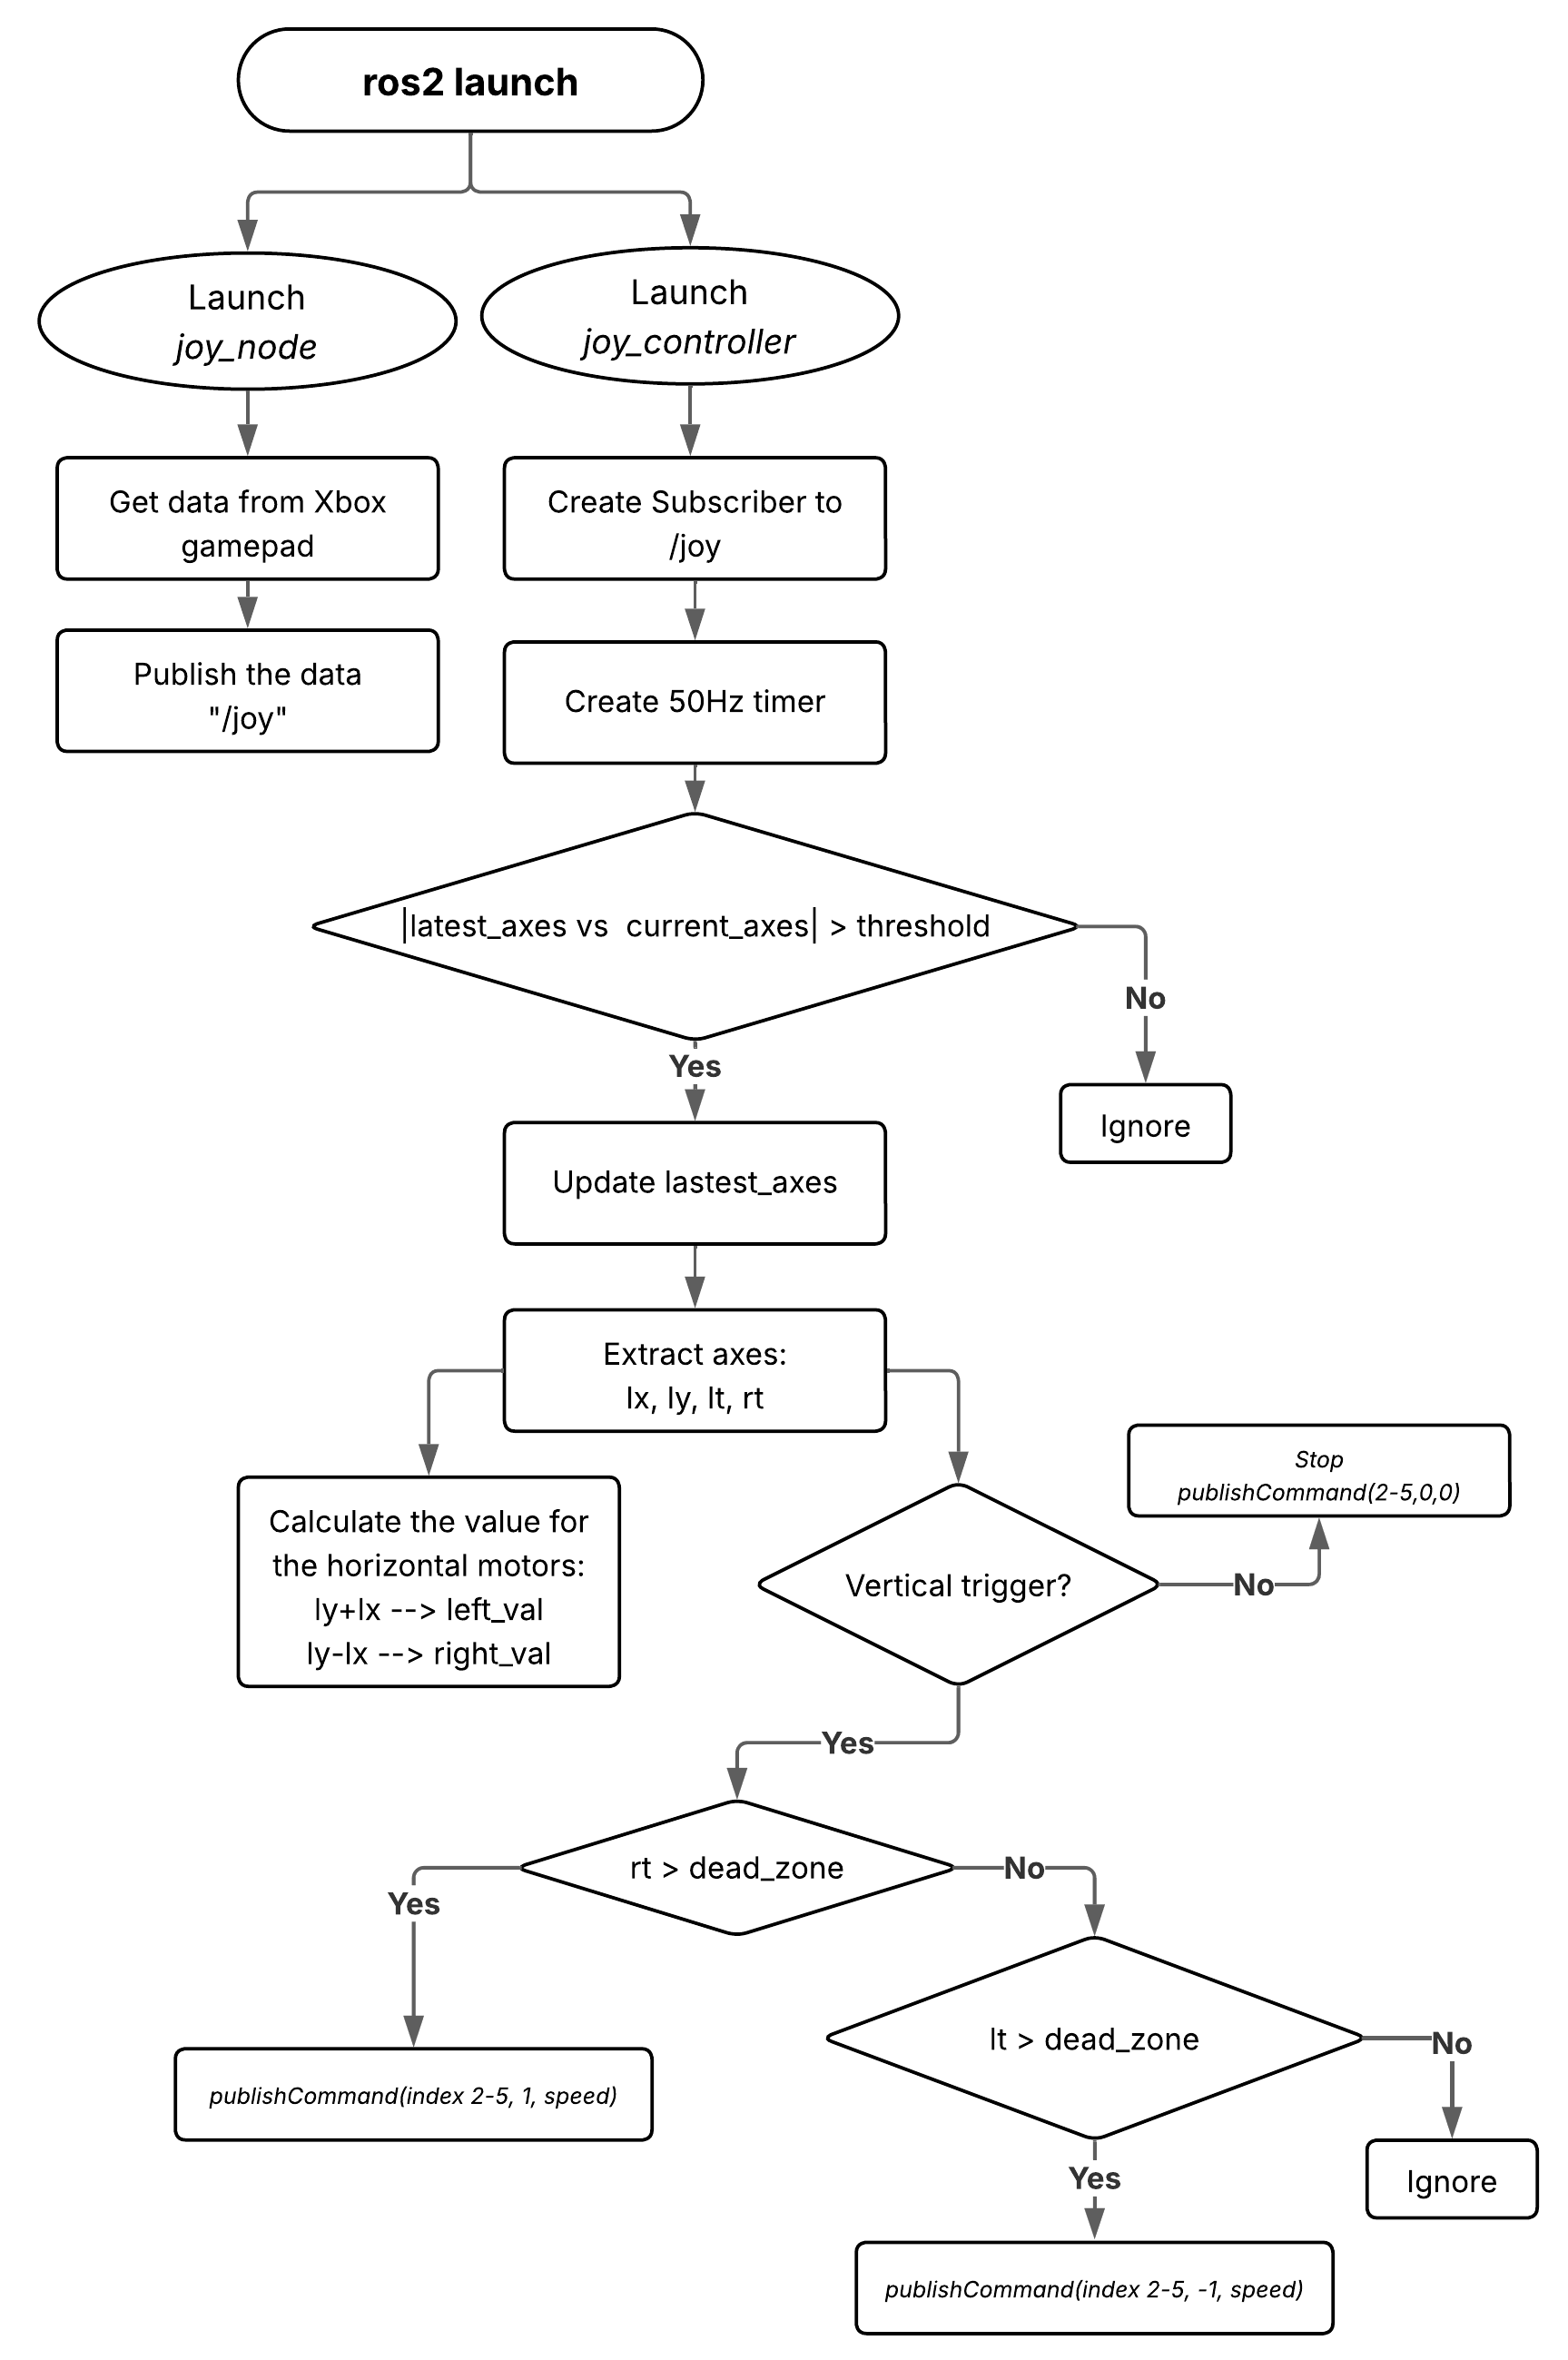 ros2 launch
Launch
joy_node
Launch
joy_controller
Get data from Xbox
gamepad
Create Subscriber to
/joy
Publish the data
"/joy"
Create 50Hz timer
|latest_axes vs  current_axes| > threshold
No
Yes
Ignore
Update lastest_axes
Extract axes:
lx, ly, lt, rt
Stop
publishCommand(2-5,0,0)
Calculate the value for
the horizontal motors:
ly+lx --> left_val
ly-lx --> right_val
Vertical trigger?
No
Yes
rt > dead_zone
No
Yes
lt > dead_zone
No
publishCommand(index 2-5, 1, speed)
Yes
Ignore
publishCommand(index 2-5, -1, speed)